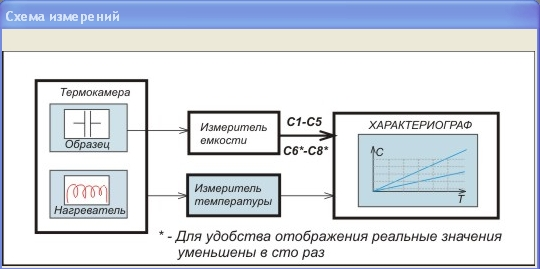 Схема измерений
Термокамера
Образец
Нагреватель
Измеритель
емкости
Измеритель
температуры
C1-C5
C6*-C8*
ХАРАКТЕРИОГРАФ
C
T
* - Для удобства отображения реальные значения
уменьшены в сто раз